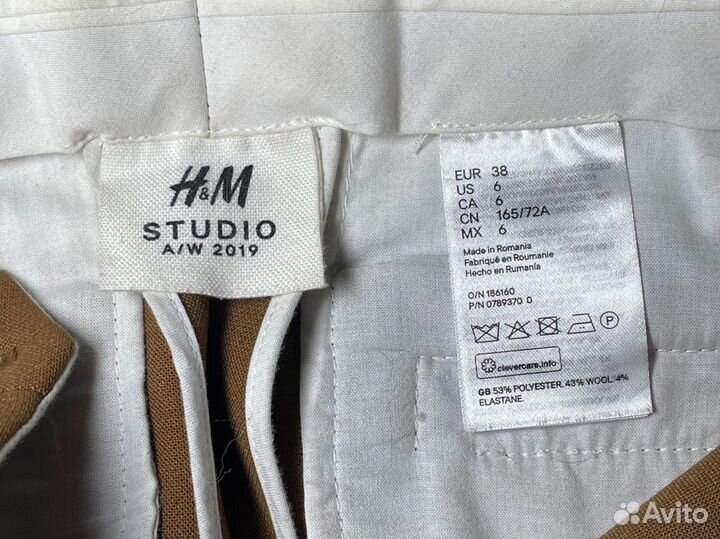 H&M
STUDIO
A/W 2019
EUR 38
US 6
CA 6
CN 165/72A
MX 6
Made in Romania
Fabriqué en Roumanie
Hecho en Rumanía
O/N 186160
P/N 0789370 0
P
clevercare.info
GB 53% POLYESTER. 43% WOOL. 4%
ELASTANE.
Avito